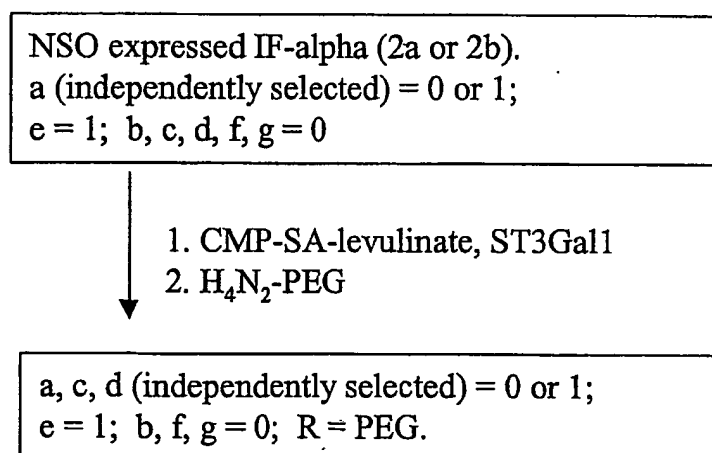 NSO expressed IF-alpha (2a or 2b).
a (independently selected) = 0 or 1;
e = 1; b, c, d, f, g = 0
1. CMP-SA-levulinate, ST3Gal1
2. H₄N₂-PEG
a, c, d (independently selected) = 0 or 1;
e = 1; b, f, g = 0; R = PEG.